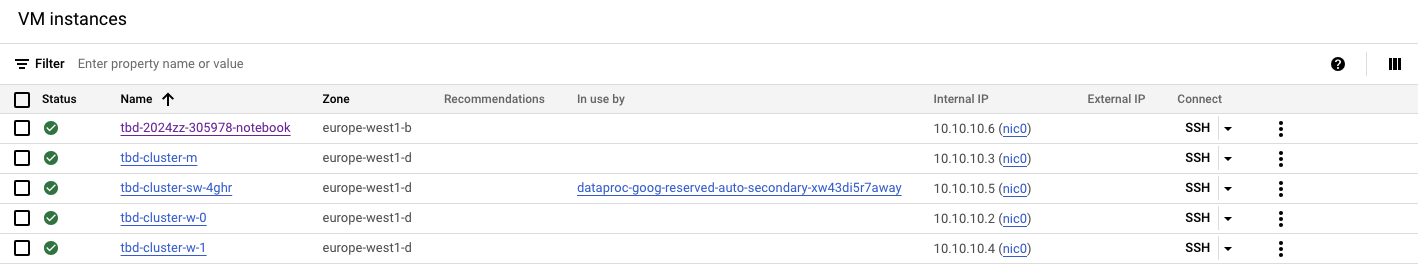 VM instances
Filter Enter property name or value
Status Name Zone Recommendations In use by Internal IP External IP Connect
tbd-2024zz-305978-notebook europe-west1-b 10.10.10.6 (nic0) SSH
tbd-cluster-m europe-west1-d 10.10.10.3 (nic0) SSH
tbd-cluster-sw-4ghr europe-west1-d dataproc-goog-reserved-auto-secondary-xw43di5r7away 10.10.10.5 (nic0) SSH
tbd-cluster-w-0 europe-west1-d 10.10.10.2 (nic0) SSH
tbd-cluster-w-1 europe-west1-d 10.10.10.4 (nic0) SSH